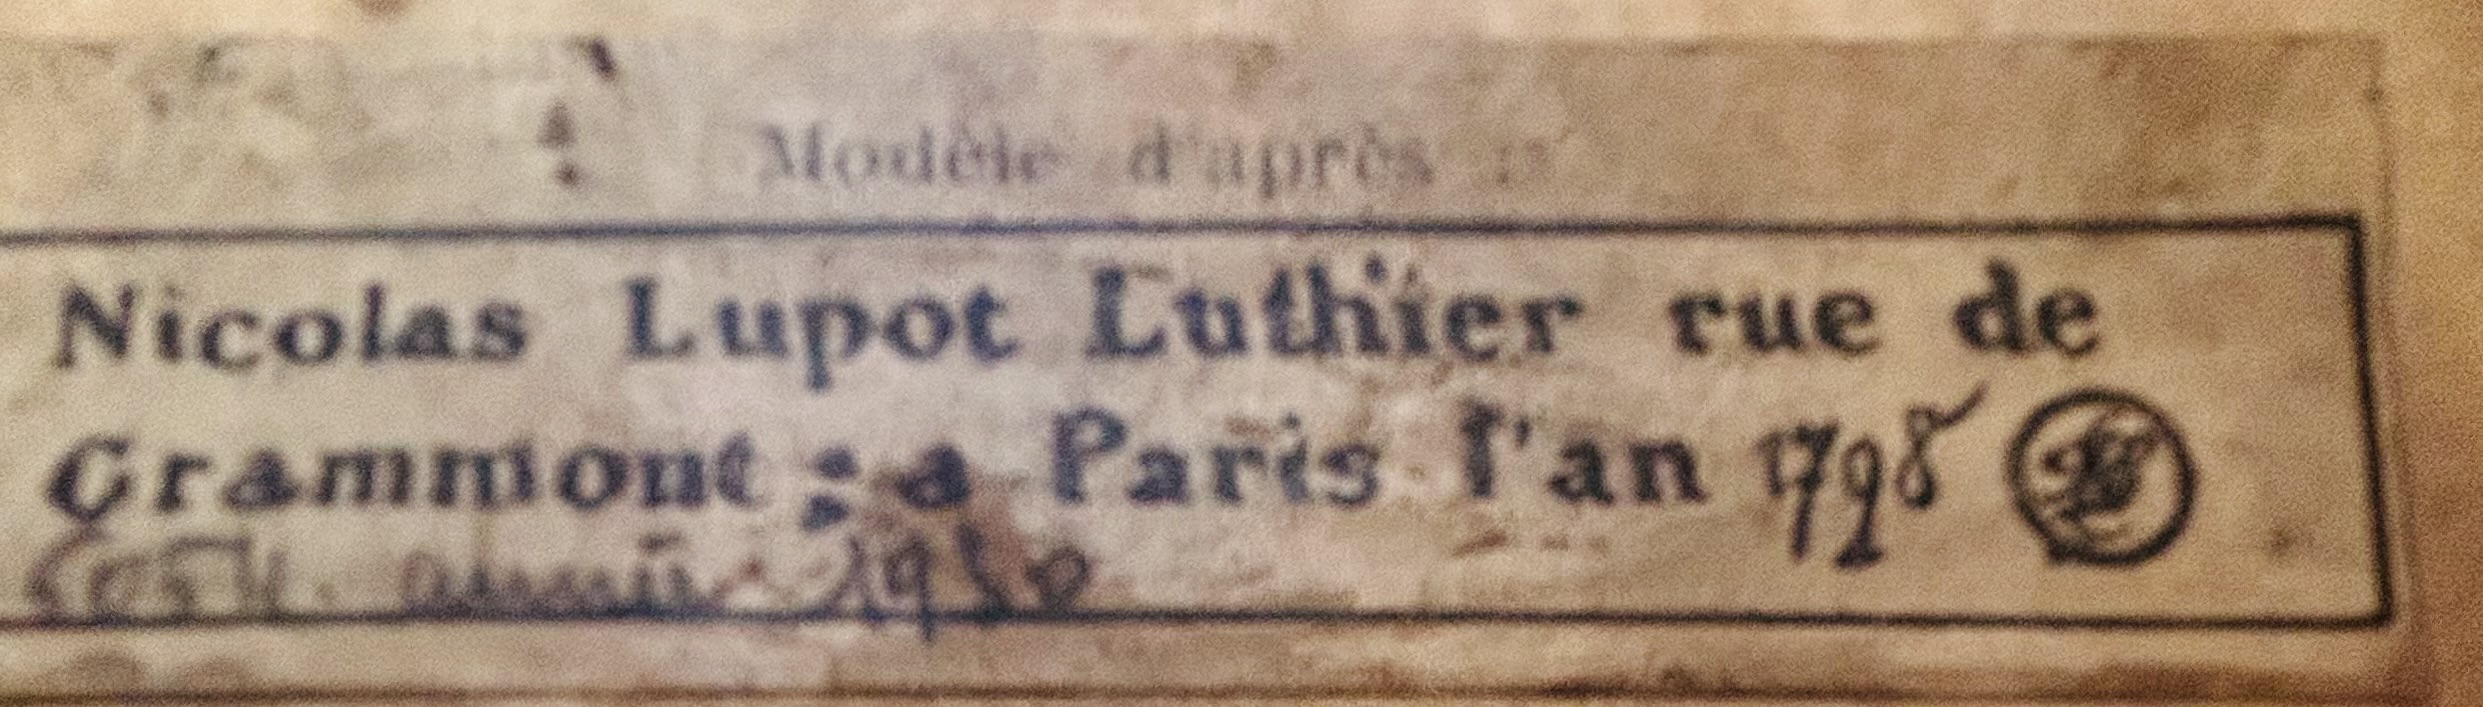 Modèle d'après
Nicolas Lupot Luthier rue de
Grammont ; a Paris l'an 1798